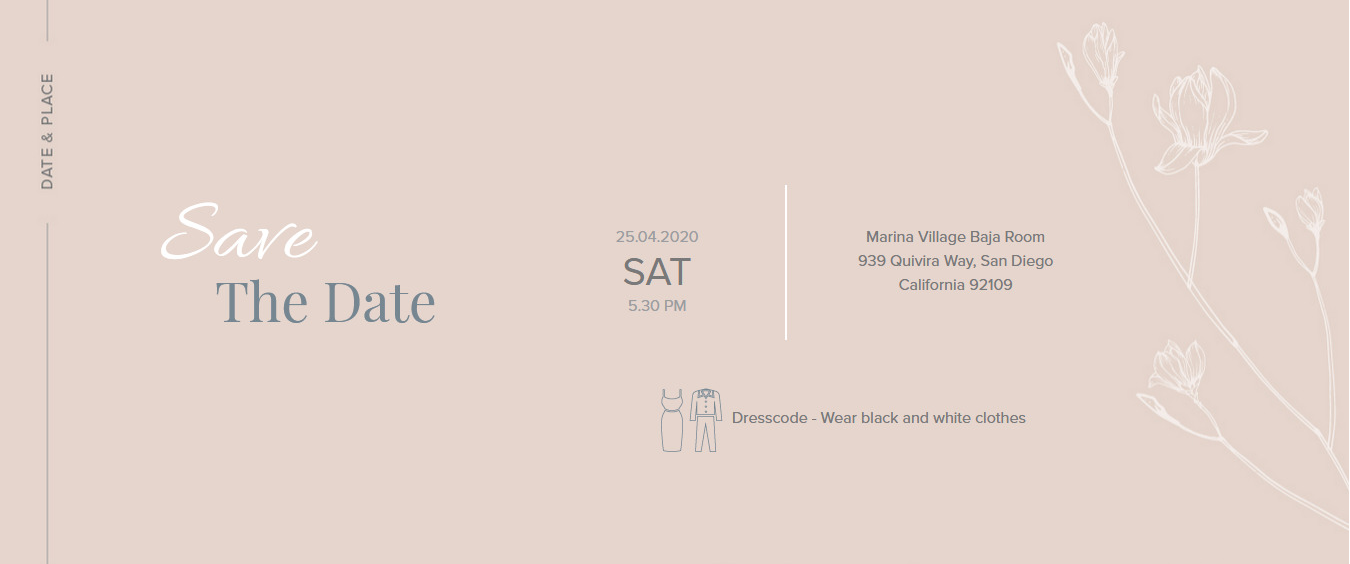 DATE & PLACE
Save
The Date
25.04.2020
SAT
5.30 PM
Marina Village Baja Room
939 Quivira Way, San Diego
California 92109
Dresscode - Wear black and white clothes